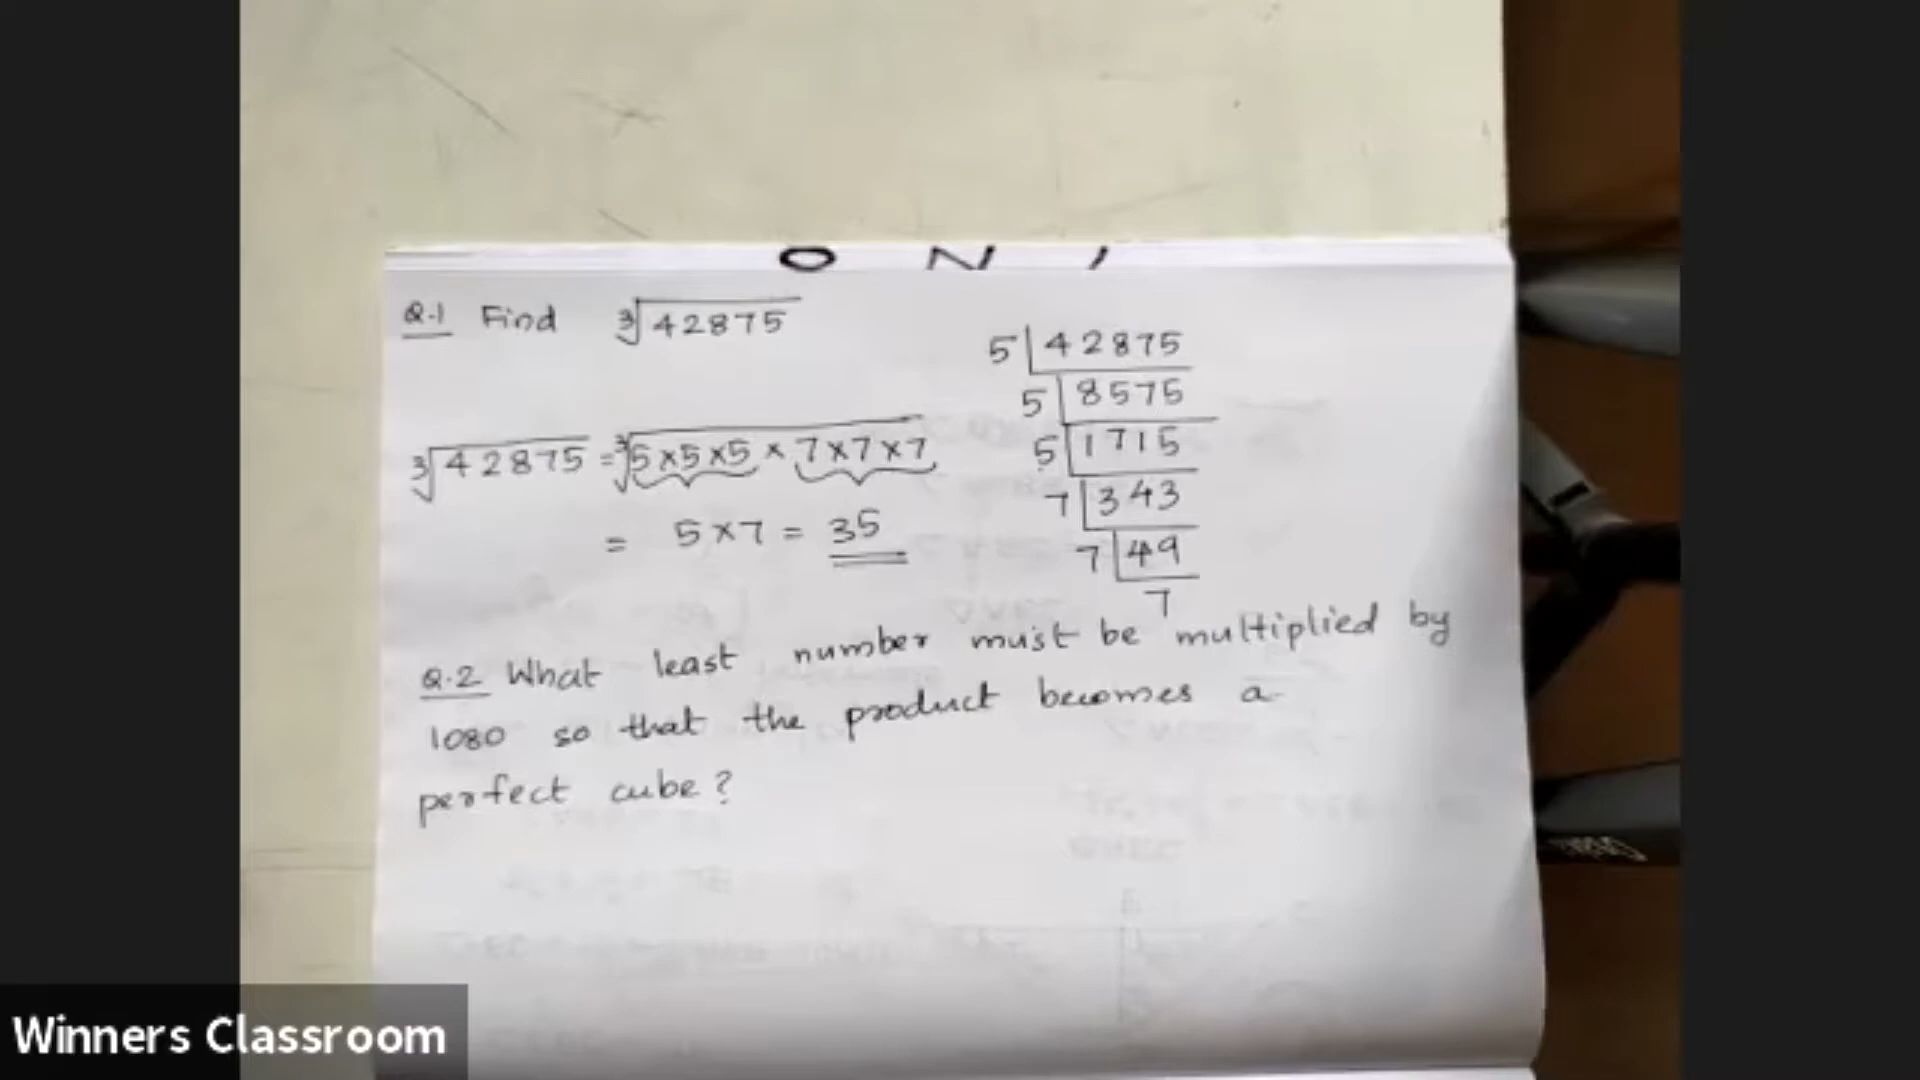 O N
Q.1 Find ∛42875
∛42875 = ∛5×5×5 × 7×7×7
= 5×7 = 35
5 | 42875
5 | 8575
5 | 1715
7 | 343
7 | 49
7
Q.2 What least number must be multiplied by
1080 so that the product becomes a
perfect cube?
Winners Classroom